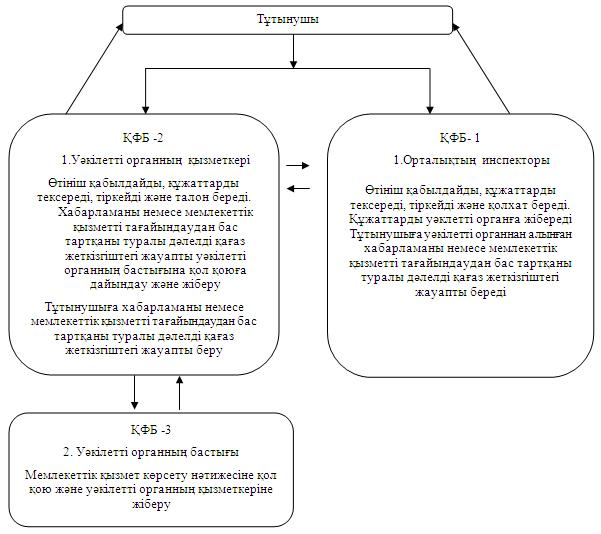 Тұтынушы
ҚФБ -2
1.Уәкілетті органның қызметкері
Өтініш қабылдайды, құжаттарды
тексереді, тіркейді және талон береді.
Хабарламаны немесе мемлекеттік
қызметті тағайындаудан бас
тартқаны туралы дәлелді қағаз
жеткізгіштегі жауапты уәкілетті
органның бастығына қол қоюға
дайындау және жіберу
Тұтынушыға хабарламаны немесе
мемлекеттік қызметті тағайындаудан бас
тартқаны туралы дәлелді қағаз
жеткізгіштегі жауапты беру
ҚФБ- 1
1.Орталықтың инспекторы
Өтініш қабылдайды, құжаттарды
тексереді, тіркейді және қолхат береді.
Құжаттарды уәклетті органға жібереді
Тұтынушыға уәкілетті органнан алынған
хабарламаны немесе мемлекеттік
қызметті тағайындаудан бас тартқаны
туралы дәлелді қағаз жеткізгіштегі
жауапты береді
ҚФБ -3
2. Уәкілетті органның бастығы
Мемлекеттік қызмет көрсету нәтижесіне қол
қою және уәкілетті органның қызметкеріне
жіберу